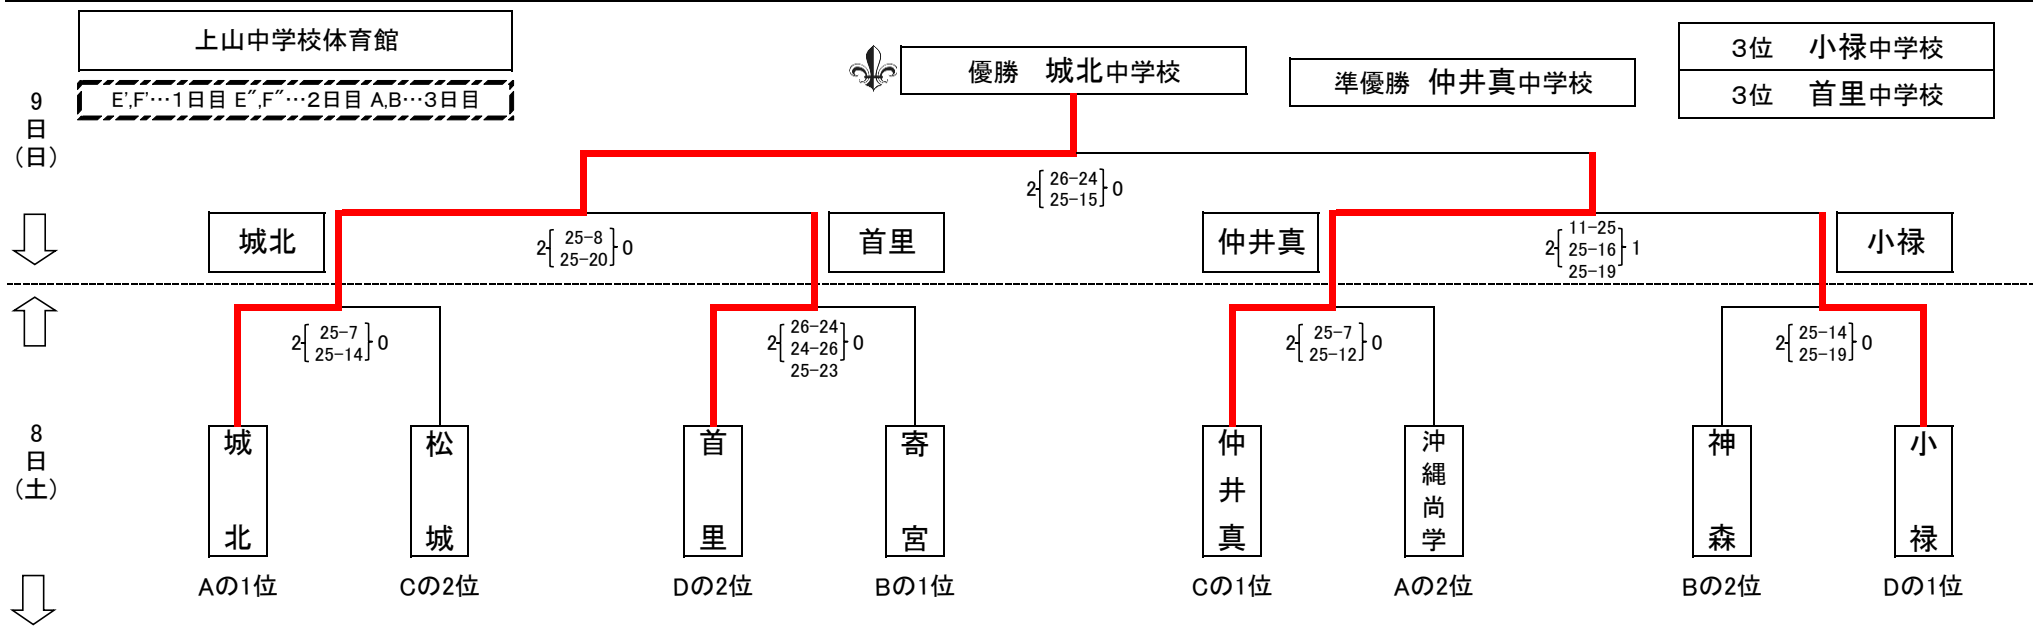 上山中学校体育館
E',F'…1日目 E",F"…2日目 A,B…3日目
優勝 城北中学校
準優勝 仲井真中学校
3位 小禄中学校
3位 首里中学校
9日(日)
2 26-24 0
25-15
城北
2 25-8 0
25-20
首里
仲井真
11-25
2 25-16 1
25-19
小禄
2 25-7 0
25-14
26-24
2 24-26 0
25-23
2 25-7 0
25-12
2 25-14 0
25-19
8日(土)
城北
松城
首里
寄宮
仲井真
沖縄尚学
神森
小禄
Aの1位
Cの2位
Dの2位
Bの1位
Cの1位
Aの2位
Bの2位
Dの1位